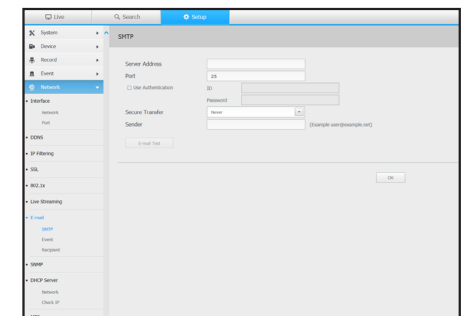 Live
Search
Setup
System
Device
Record
Event
Network
Interface
Network
Port
DDNS
IP Filtering
SSL
802.1x
Live Streaming
E-mail
SMTP
Event
Recipient
SNMP
DHCP Server
Network
Check IP
SMTP
Server Address
Port
25
Use Authentication
ID
Password
Secure Transfer
Never
Sender
(Example:user@example.net)
E-mail Test
OK